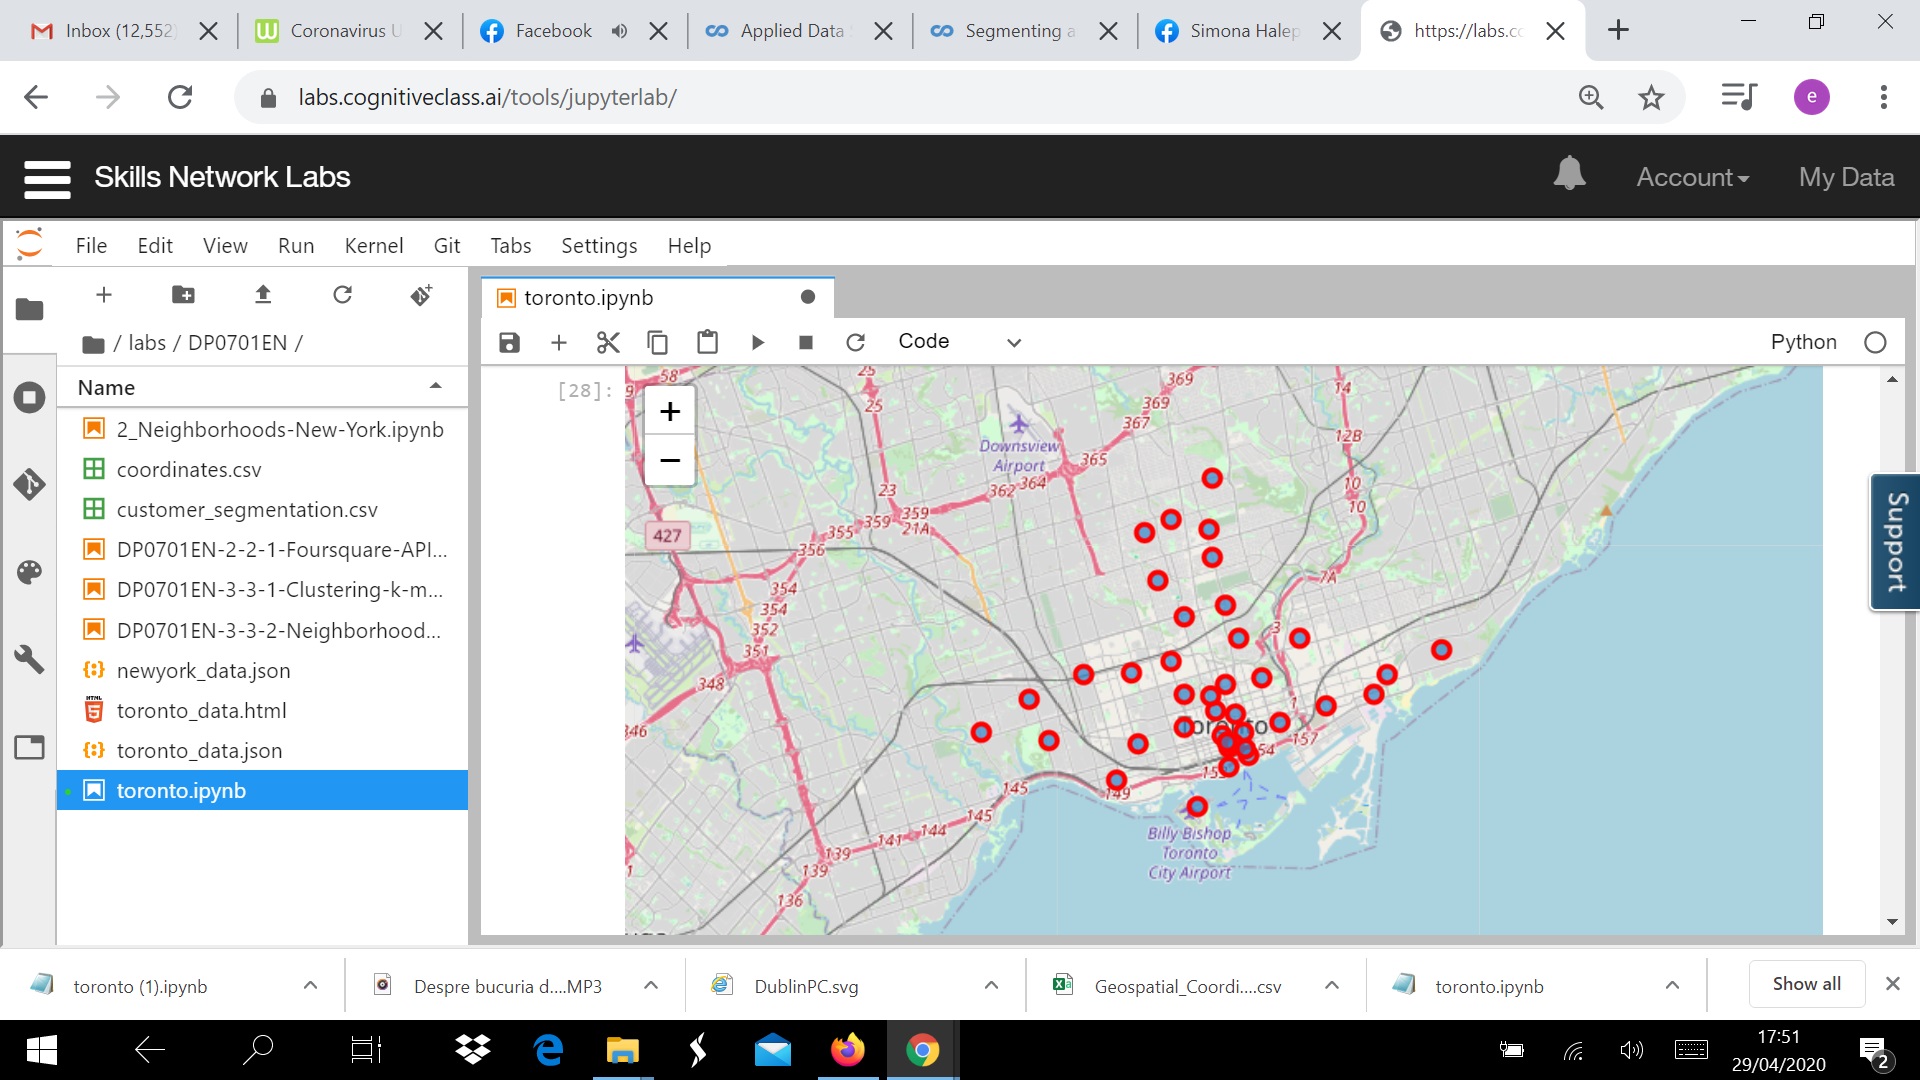 Inbox (12,552
Coronavirus U
Facebook
Applied Data S
Segmenting a
Simona Halep
https://labs.co
labs.cognitiveclass.ai/tools/jupyterlab/
e
Skills Network Labs
Account
My Data
File Edit View Run Kernel Git Tabs Settings Help
/ labs / DP0701EN /
Name
2_Neighborhoods-New-York.ipynb
coordinates.csv
customer_segmentation.csv
DP0701EN-2-2-1-Foursquare-API...
DP0701EN-3-3-1-Clustering-k-m...
DP0701EN-3-3-2-Neighborhood...
newyork_data.json
toronto_data.html
toronto_data.json
toronto.ipynb
toronto.ipynb
Code
Python
[28]:
+
−
58
25
25
369
369
367
14
12B
Downsview
Airport
365
362 364
23
359
359
21A
355
356
10
10
427
354
354
352
351
348
346
7A
3
1
Toronto
54
157
153
149
145
145
144
141
139
139
136
Billy Bishop
Toronto
City Airport
Support
toronto (1).ipynb
Despre bucuria d....MP3
DublinPC.svg
Geospatial_Coordi....csv
toronto.ipynb
Show all
17:51
29/04/2020
2